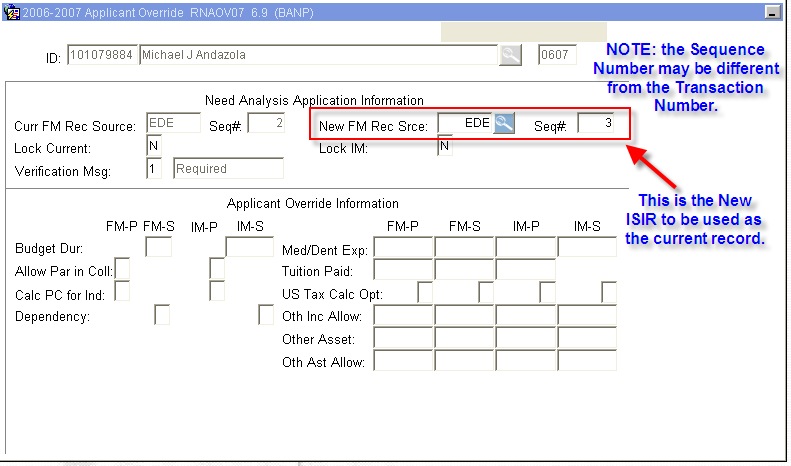 2006-2007 Applicant Override RNAOV07 6.9 (BANP)
ID: 101079884 Michael J Andazola 0607
NOTE: the Sequence
Number may be different
from the Transaction
Number.
Need Analysis Application Information
Curr FM Rec Source: EDE Seq# 2 New FM Rec Srce: EDE Seq#: 3
Lock Current: N Lock IM: N
Verification Msg: 1 Required
This is the New
ISIR to be used as
the current record.
Applicant Override Information
FM-P FM-S IM-P IM-S FM-P FM-S IM-P IM-S
Budget Dur: Med/Dent Exp:
Allow Par in Coll: Tuition Paid:
Calc PC for Ind: US Tax Calc Opt:
Dependency: Oth Inc Allow:
Other Asset:
Oth Ast Allow: